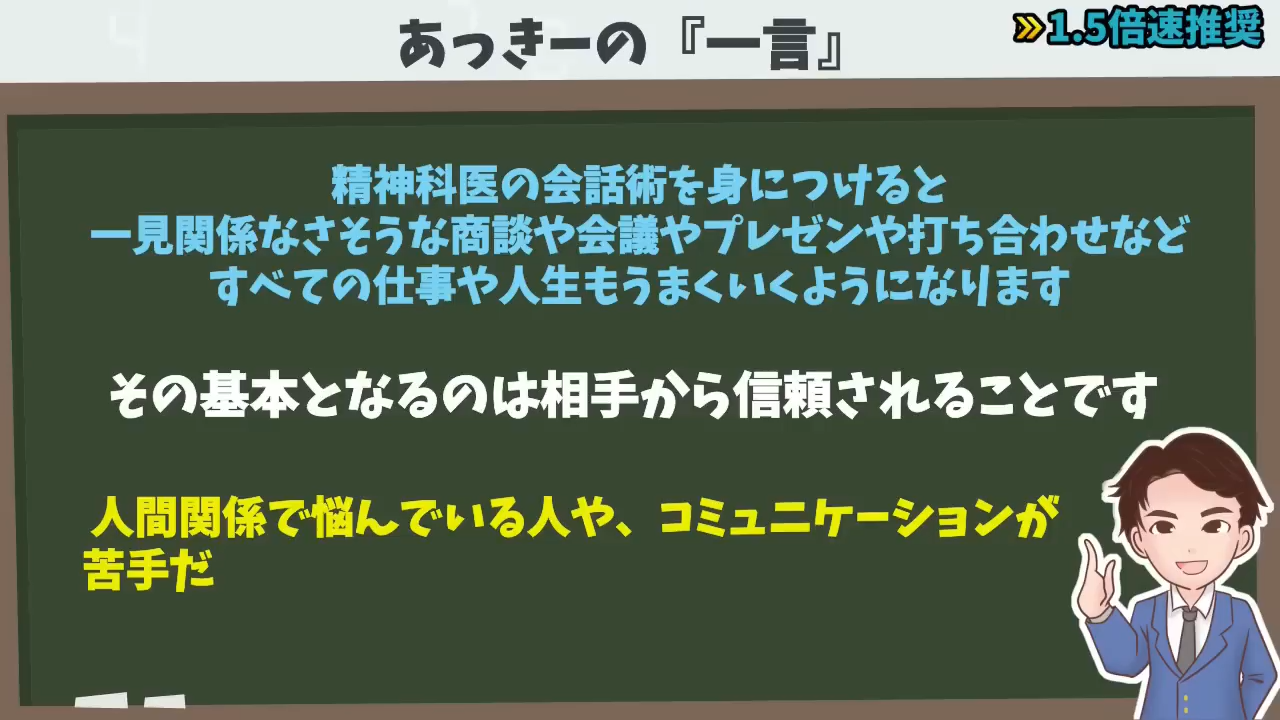 あっきーの『一言』
1.5倍速推奨
精神科医の会話術を身につけると
一見関係なさそうな商談や会議やプレゼンや打ち合わせなど
すべての仕事や人生もうまくいくようになります
その基本となるのは相手から信頼されることです
人間関係で悩んでいる人や、コミュニケーションが
苦手だ